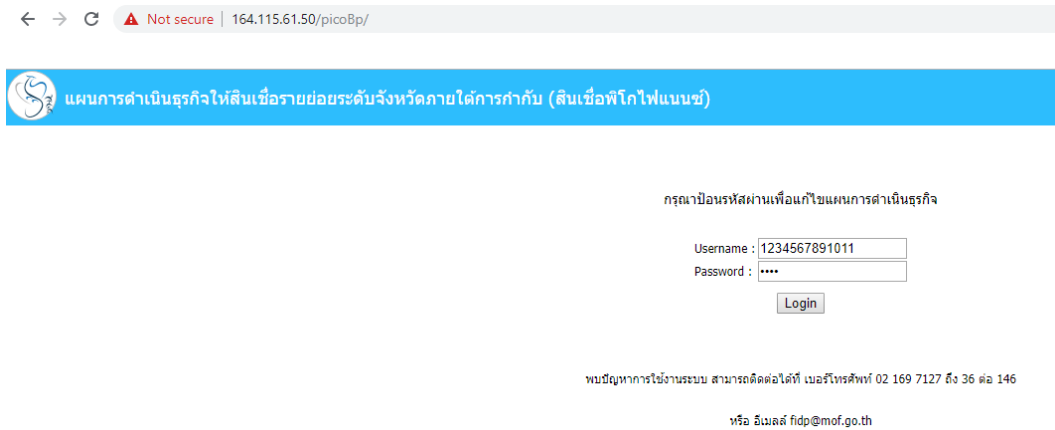 Not secure | 164.115.61.50/picoBp/
แผนการดำเนินธุรกิจให้สินเชื่อรายย่อยระดับจังหวัดภายใต้การกำกับ (สินเชื่อพิโกไฟแนนซ์)
กรุณาป้อนรหัสผ่านเพื่อแก้ไขแผนการดำเนินธุรกิจ
Username : 1234567891011
Password : ••••
Login
พบปัญหาการใช้งานระบบ สามารถติดต่อได้ที่ เบอร์โทรศัพท์ 02 169 7127 ถึง 36 ต่อ 146
หรือ อีเมลล์ fidp@mof.go.th